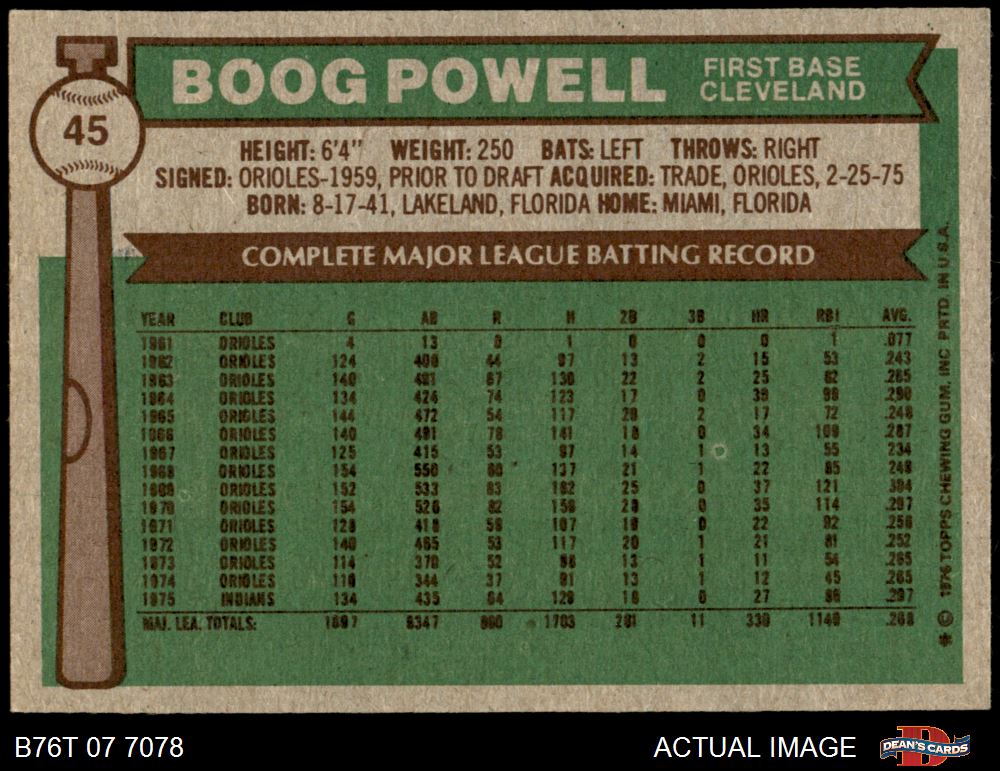 BOOG POWELL
FIRST BASE
CLEVELAND
45
HEIGHT: 6'4" WEIGHT: 250 BATS: LEFT THROWS: RIGHT
SIGNED: ORIOLES-1959, PRIOR TO DRAFT ACQUIRED: TRADE, ORIOLES, 2-25-75
BORN: 8-17-41, LAKELAND, FLORIDA HOME: MIAMI, FLORIDA
COMPLETE MAJOR LEAGUE BATTING RECORD
YEAR CLUB G AB R H 2B 3B HR RBI AVG.
1961 ORIOLES 4 13 0 1 0 0 0 1 .077
1962 ORIOLES 124 400 44 97 13 2 15 53 .243
1963 ORIOLES 140 491 67 130 22 2 25 82 .265
1964 ORIOLES 134 424 74 123 17 0 39 99 .290
1965 ORIOLES 144 472 54 117 20 2 17 72 .248
1966 ORIOLES 140 491 78 141 18 0 34 109 .287
1967 ORIOLES 125 415 53 97 14 1 13 55 .234
1968 ORIOLES 154 550 60 137 21 1 22 85 .249
1969 ORIOLES 152 533 83 162 25 0 37 121 .304
1970 ORIOLES 154 526 82 156 28 0 35 114 .297
1971 ORIOLES 128 418 59 107 19 0 22 92 .256
1972 ORIOLES 140 465 53 117 20 1 21 81 .252
1973 ORIOLES 114 370 52 98 13 1 11 54 .265
1974 ORIOLES 110 344 37 91 13 1 12 45 .265
1975 INDIANS 134 435 64 129 18 0 27 86 .297
MAJ. LEA. TOTALS: 1897 6347 860 1703 261 11 330 1149 .268
* © 1976 TOPPS CHEWING GUM, INC. PRTD. IN U.S.A.
B76T 07 7078
ACTUAL IMAGE
DEAN'S CARDS